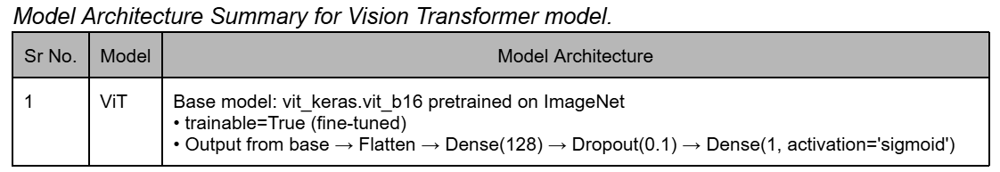 Model Architecture Summary for Vision Transformer model.
Sr No. Model Model Architecture
1 ViT Base model: vit_keras.vit_b16 pretrained on ImageNet
• trainable=True (fine-tuned)
• Output from base → Flatten → Dense(128) → Dropout(0.1) → Dense(1, activation='sigmoid')